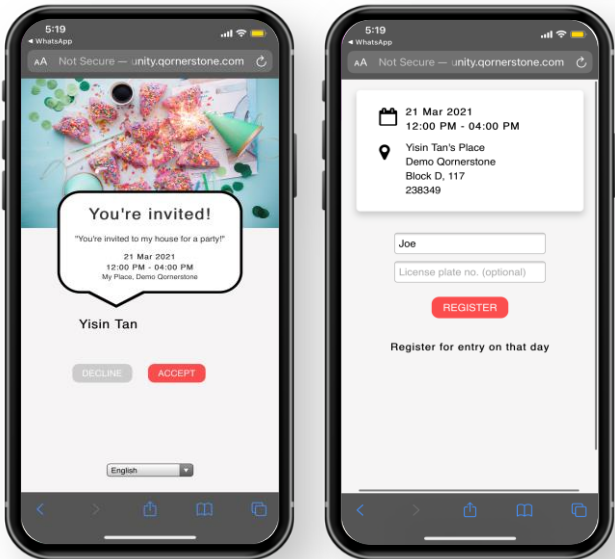 5:19
◀ WhatsApp
AA Not Secure — unity.qornerstone.com
You're invited!
"You're invited to my house for a party!"
21 Mar 2021
12:00 PM - 04:00 PM
My Place, Demo Qornerstone
Yisin Tan
DECLINE ACCEPT
English
5:19
◀ WhatsApp
AA Not Secure — unity.qornerstone.com
21 Mar 2021
12:00 PM - 04:00 PM
Yisin Tan's Place
Demo Qornerstone
Block D, 117
238349
Joe
License plate no. (optional)
REGISTER
Register for entry on that day